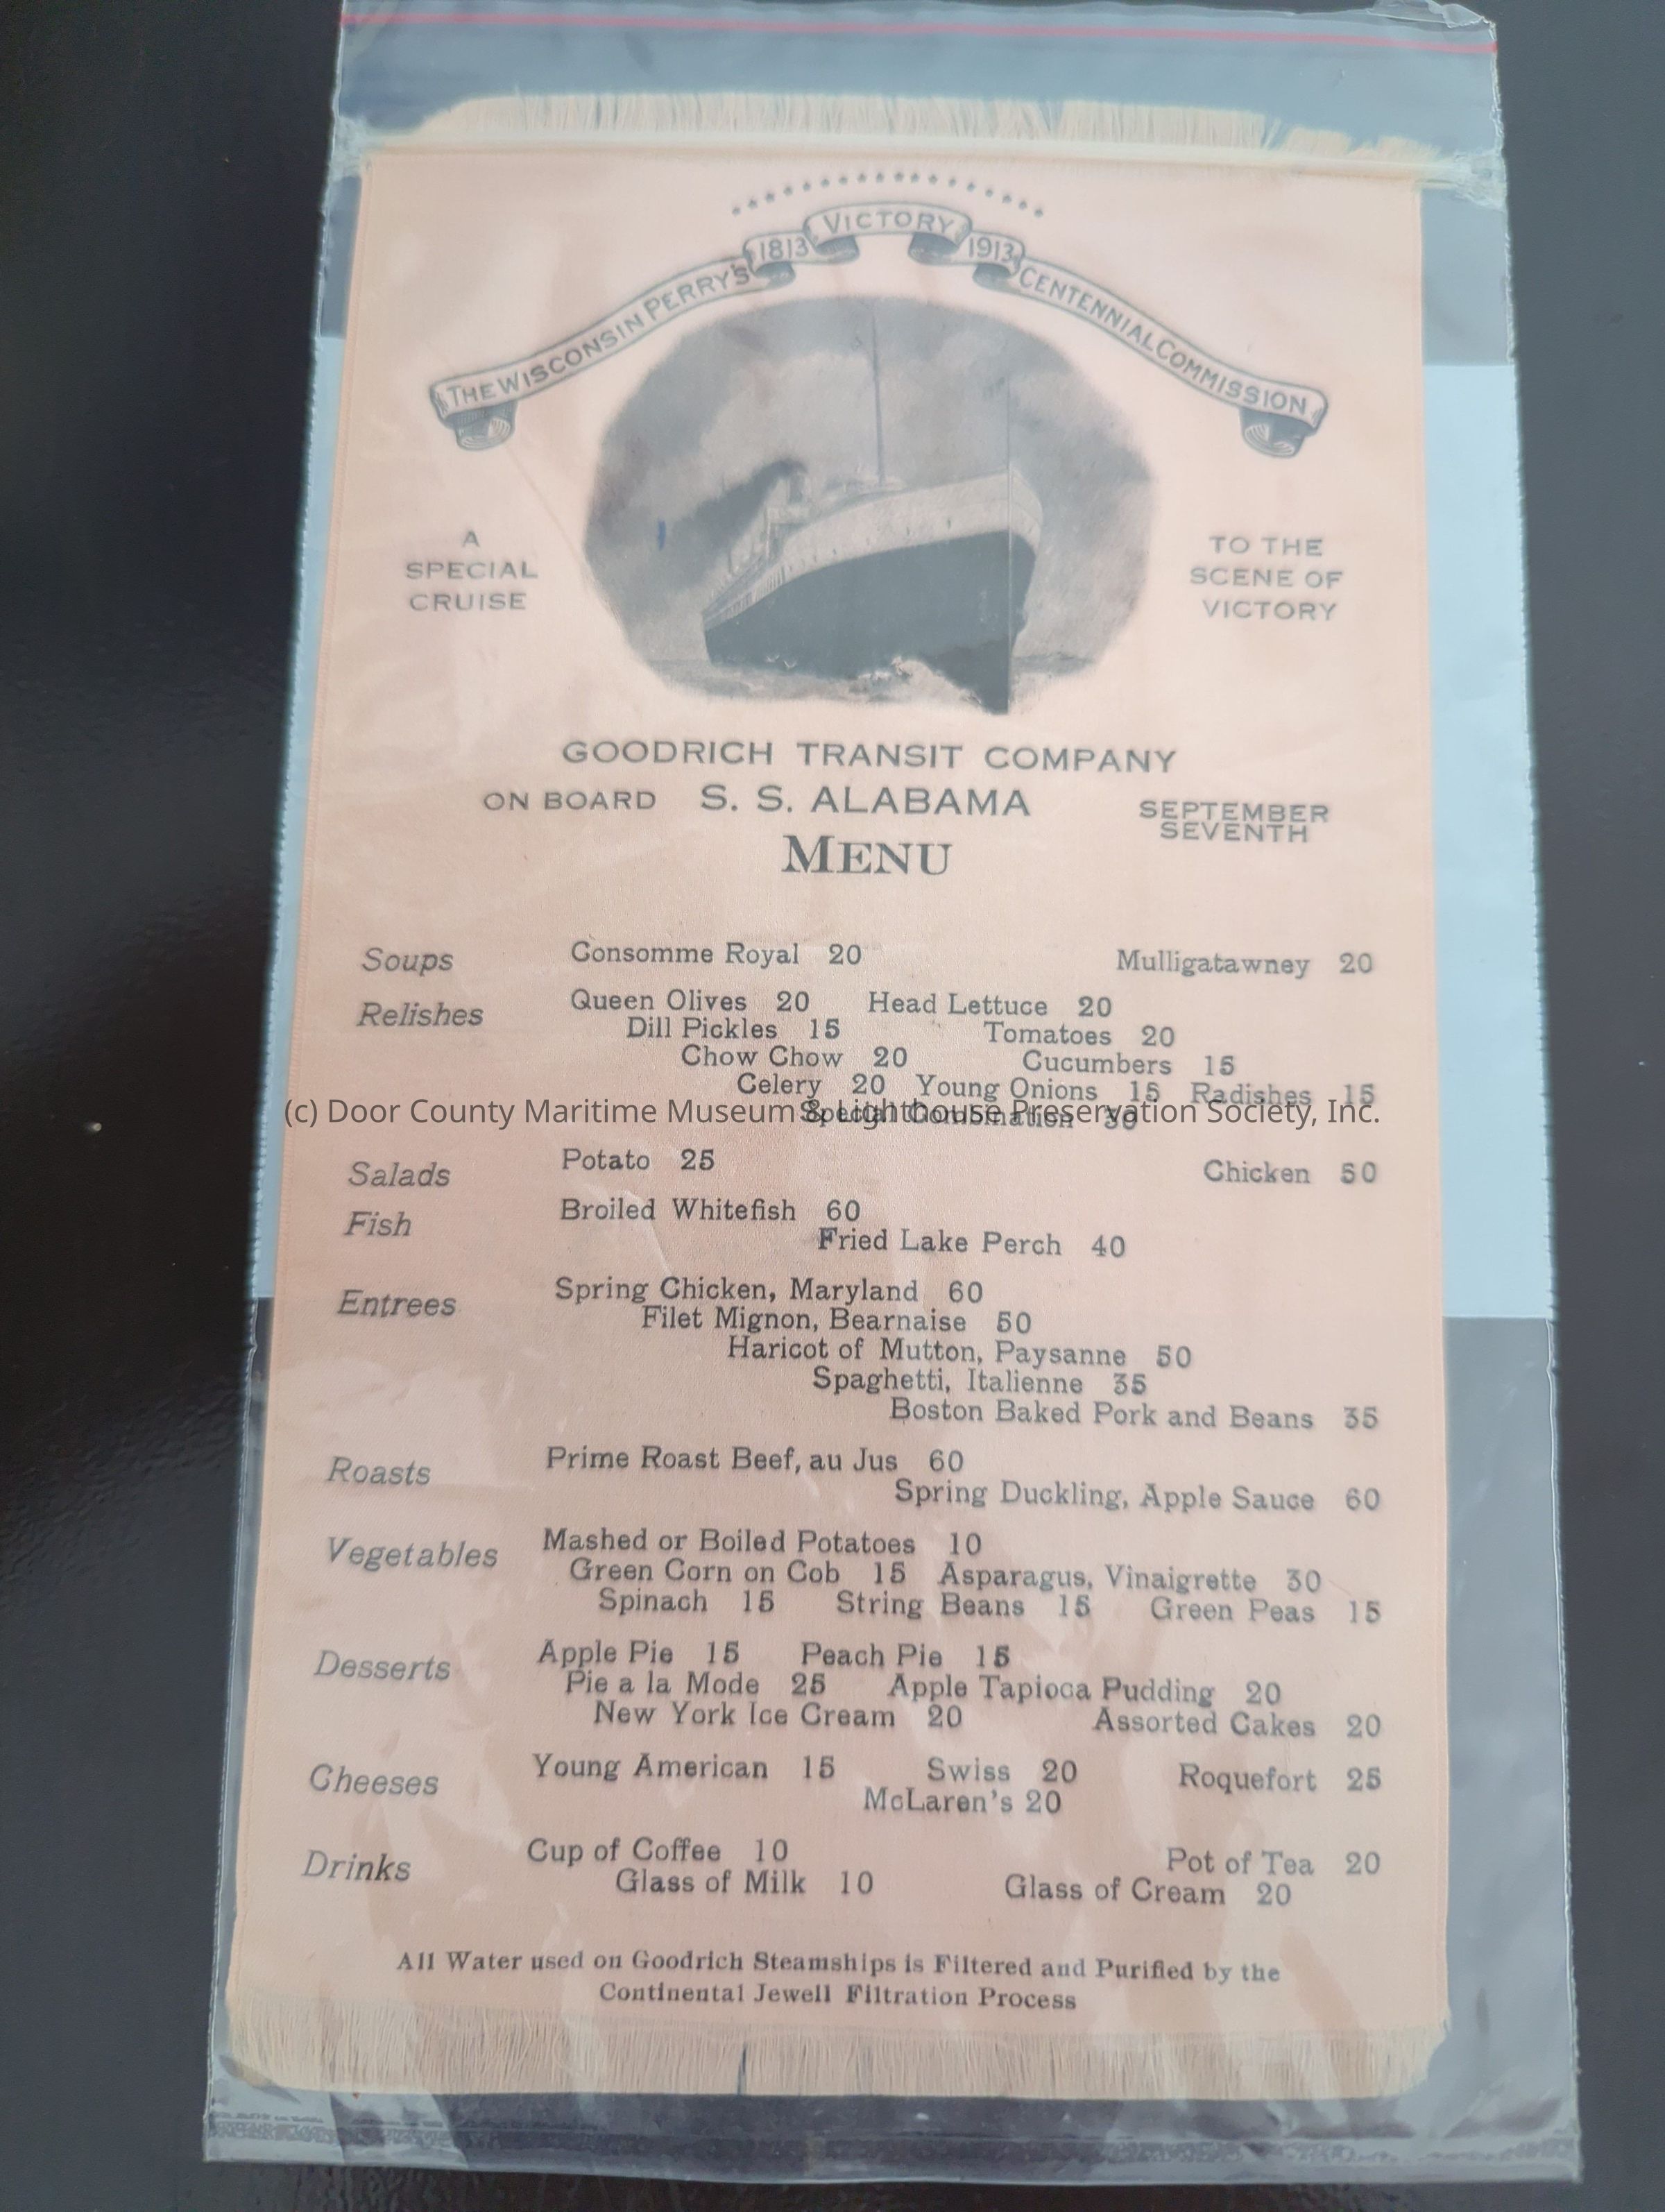 THE WISCONSIN PERRY'S 1813 VICTORY 1913 CENTENNIAL COMMISSION
A
SPECIAL
CRUISE
TO THE
SCENE OF
VICTORY
GOODRICH TRANSIT COMPANY
ON BOARD S. S. ALABAMA
SEPTEMBER
SEVENTH
MENU
Soups Consomme Royal 20 Mulligatawney 20
Relishes Queen Olives 20 Head Lettuce 20
Dill Pickles 15 Tomatoes 20
Chow Chow 20 Cucumbers 15
Celery 20 Young Onions 15 Radishes 15
Special Combination 30
(c) Door County Maritime Museum & Lighthouse Preservation Society, Inc.
Salads Potato 25 Chicken 50
Fish Broiled Whitefish 60
Fried Lake Perch 40
Entrees Spring Chicken, Maryland 60
Filet Mignon, Bearnaise 50
Haricot of Mutton, Paysanne 50
Spaghetti, Italienne 35
Boston Baked Pork and Beans 35
Roasts Prime Roast Beef, au Jus 60
Spring Duckling, Apple Sauce 60
Vegetables Mashed or Boiled Potatoes 10
Green Corn on Cob 15 Asparagus, Vinaigrette 30
Spinach 15 String Beans 15 Green Peas 15
Desserts Apple Pie 15 Peach Pie 15
Pie a la Mode 25 Apple Tapioca Pudding 20
New York Ice Cream 20 Assorted Cakes 20
Cheeses Young American 15 Swiss 20 Roquefort 25
McLaren's 20
Drinks Cup of Coffee 10 Pot of Tea 20
Glass of Milk 10 Glass of Cream 20
All Water used on Goodrich Steamships is Filtered and Purified by the
Continental Jewell Filtration Process